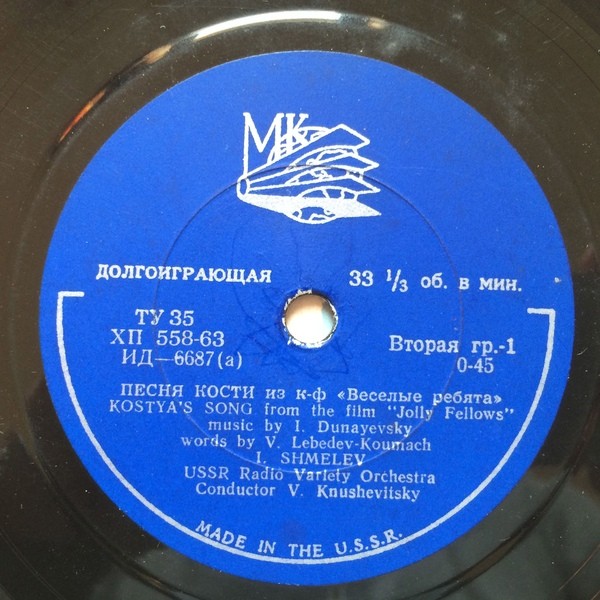 МК
ДОЛГОИГРАЮЩАЯ 33 ⅓ об. в мин.
ТУ 35
ХП 558-63
ИД—6687(а)
Вторая гр.-1
0-45
ПЕСНЯ КОСТИ из к-ф «Веселые ребята»
KOSTYA'S SONG from the film "Jolly Fellows"
music by I. Dunayevsky
words by V. Lebedev-Koumach
I. SHMELEV
USSR Radio Variety Orchestra
Conductor V. Knushevitsky
MADE IN THE U.S.S.R.